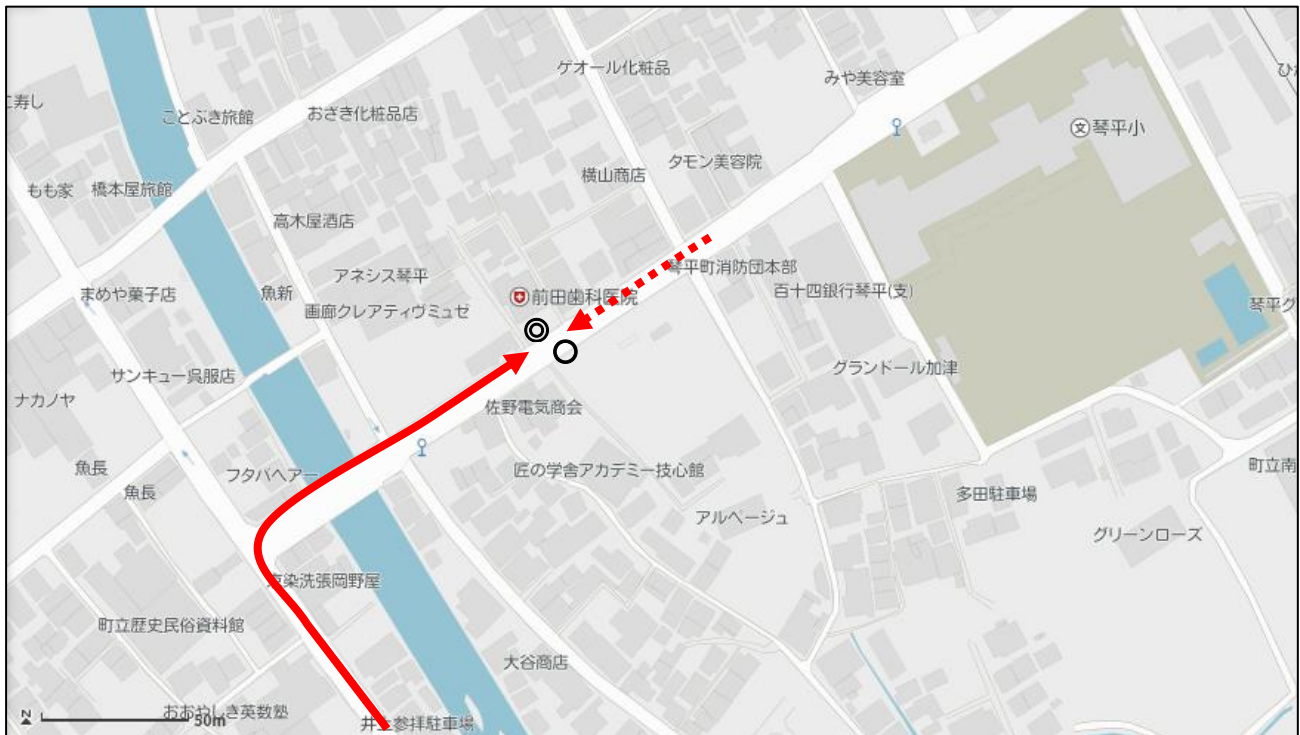 ゲオール化粧品
みや美容室
寿し
ことぶき旅館
おざき化粧品店
文
琴平小
タモン美容院
横山商店
もも家
橋本屋旅館
高木屋酒店
琴平町消防団本部
アネシス琴平
百十四銀行琴平(支)
まめや菓子店
魚新
前田歯科医院
画廊クレアティヴミュゼ
琴平グ
サンキュー呉服店
グランドール加津
ナカノヤ
佐野電気商会
魚長
フタバヘアー
匠の学舎アカデミー技心館
町立南
魚長
多田駐車場
アルページュ
グリーンローズ
京染洗張岡野屋
町立歴史民俗資料館
大谷商店
おおやしき英数塾
50m
井上参拝駐車場
N